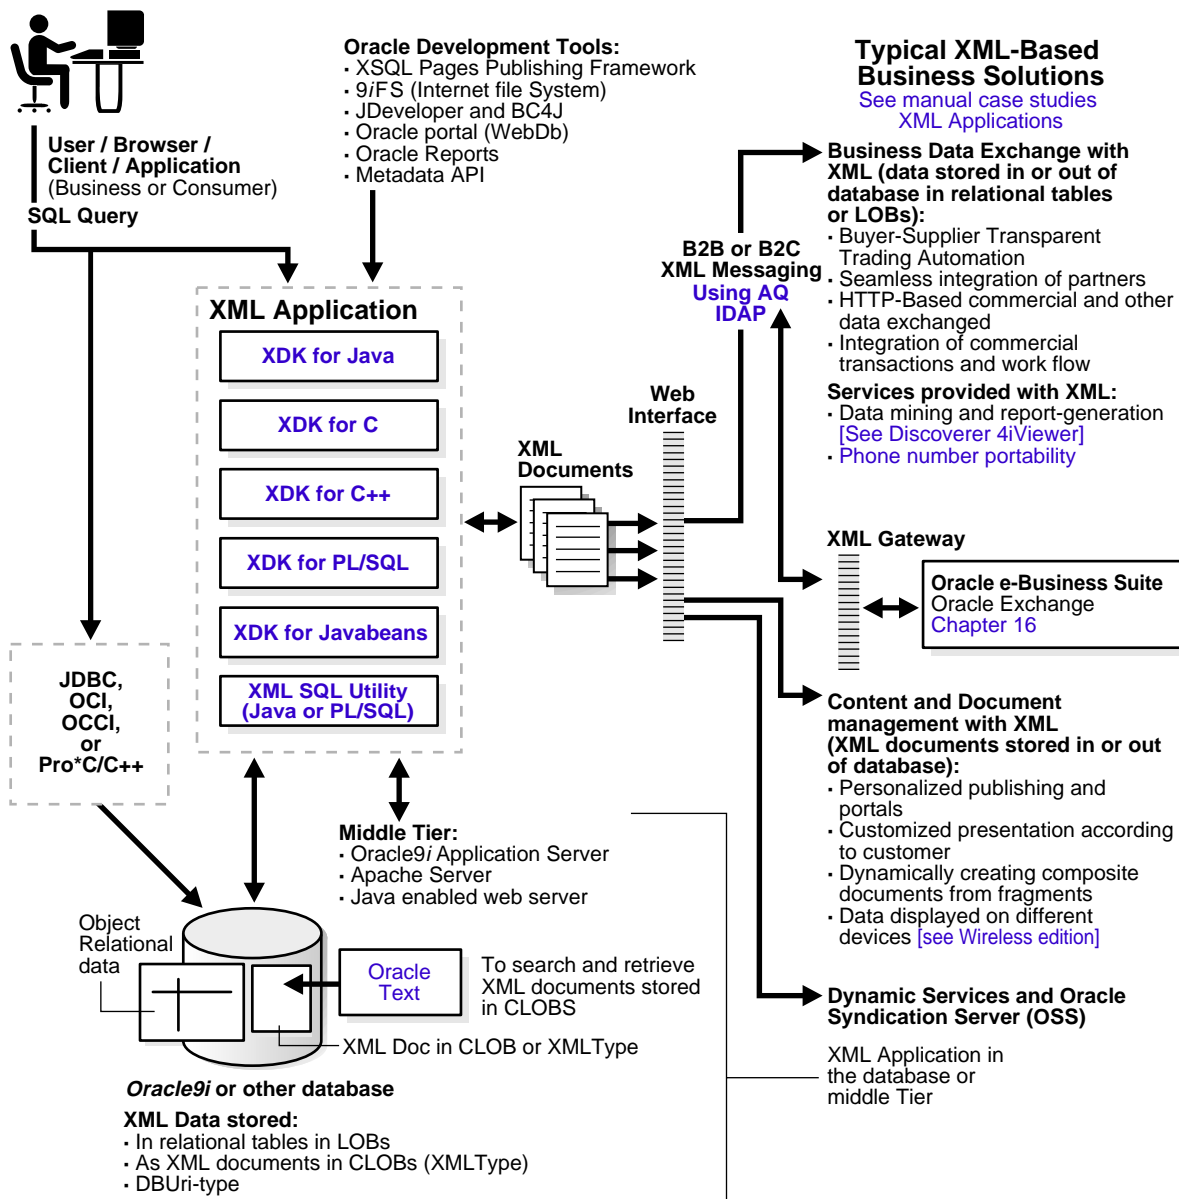 Oracle Development Tools:
· XSQL Pages Publishing Framework
· 9iFS (Internet file System)
· JDeveloper and BC4J
· Oracle portal (WebDb)
· Oracle Reports
· Metadata API
User / Browser /
Client / Application
(Business or Consumer)
SQL Query
XML Application
XDK for Java
XDK for C
XDK for C++
XDK for PL/SQL
XDK for Javabeans
XML SQL Utility
(Java or PL/SQL)
JDBC,
OCI,
OCCI,
or
Pro*C/C++
XML
Documents
Web
Interface
B2B or B2C
XML Messaging
Using AQ
IDAP
Middle Tier:
· Oracle9i Application Server
· Apache Server
· Java enabled web server
Object
Relational
data
Oracle
Text
To search and retrieve
XML documents stored
in CLOBS
XML Doc in CLOB or XMLType
Oracle9i or other database
XML Data stored:
· In relational tables in LOBs
· As XML documents in CLOBs (XMLType)
· DBUri-type
Typical XML-Based
Business Solutions
See manual case studies
XML Applications
Business Data Exchange with
XML (data stored in or out of
database in relational tables
or LOBs):
· Buyer-Supplier Transparent
Trading Automation
· Seamless integration of partners
· HTTP-Based commercial and other
data exchanged
· Integration of commercial
transactions and work flow
Services provided with XML:
· Data mining and report-generation
[See Discoverer 4iViewer]
· Phone number portability
XML Gateway
Oracle e-Business Suite
Oracle Exchange
Chapter 16
Content and Document
management with XML
(XML documents stored in or out
of database):
· Personalized publishing and
portals
· Customized presentation according
to customer
· Dynamically creating composite
documents from fragments
· Data displayed on different
devices [see Wireless edition]
Dynamic Services and Oracle
Syndication Server (OSS)
XML Application in
the database or
middle Tier